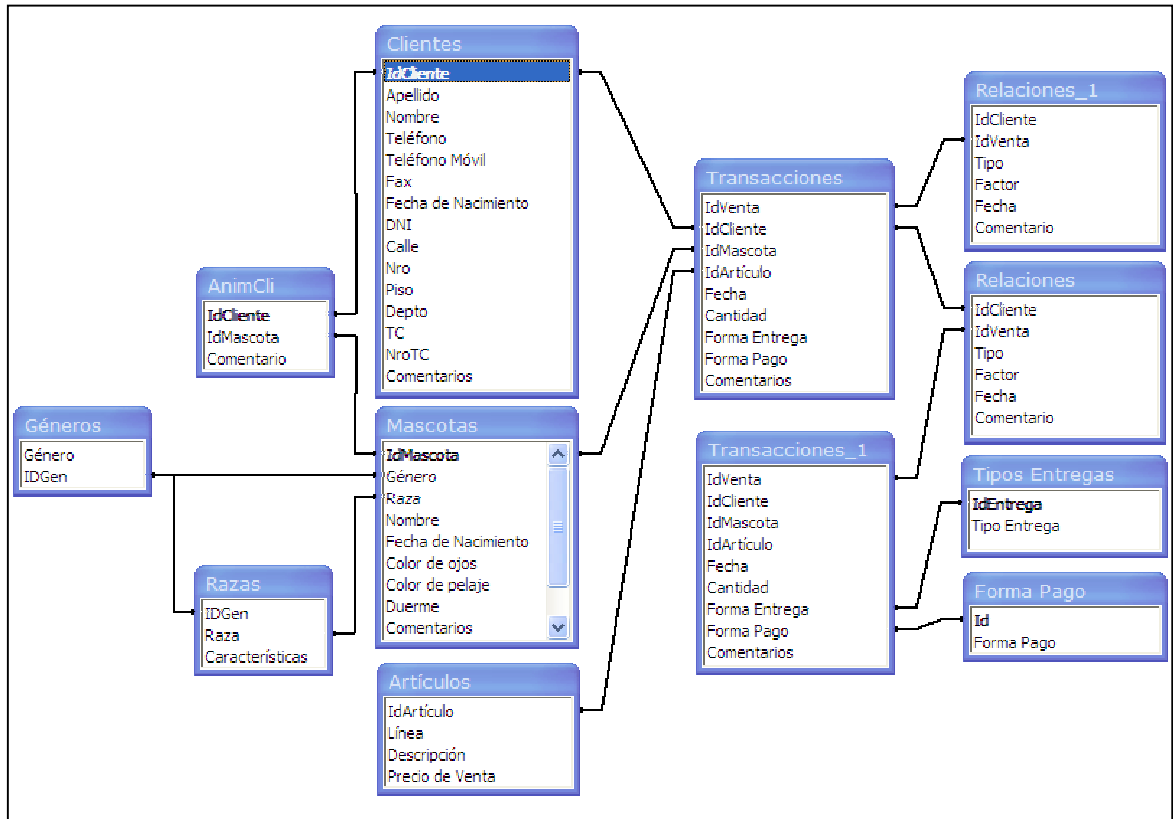 Clientes
IdCliente
Apellido
Nombre
Teléfono
Teléfono Móvil
Fax
Fecha de Nacimiento
DNI
Calle
Nro
Piso
Depto
TC
NroTC
Comentarios
AnimCli
IdCliente
IdMascota
Comentario
Géneros
Género
IDGen
Razas
IDGen
Raza
Características
Mascotas
IdMascota
Género
Raza
Nombre
Fecha de Nacimiento
Color de ojos
Color de pelaje
Duerme
Comentarios
Artículos
IdArtículo
Línea
Descripción
Precio de Venta
Transacciones
IdVenta
IdCliente
IdMascota
IdArtículo
Fecha
Cantidad
Forma Entrega
Forma Pago
Comentarios
Transacciones_1
IdVenta
IdCliente
IdMascota
IdArtículo
Fecha
Cantidad
Forma Entrega
Forma Pago
Comentarios
Relaciones_1
IdCliente
IdVenta
Tipo
Factor
Fecha
Comentario
Relaciones
IdCliente
IdVenta
Tipo
Factor
Fecha
Comentario
Tipos Entregas
IdEntrega
Tipo Entrega
Forma Pago
Id
Forma Pago